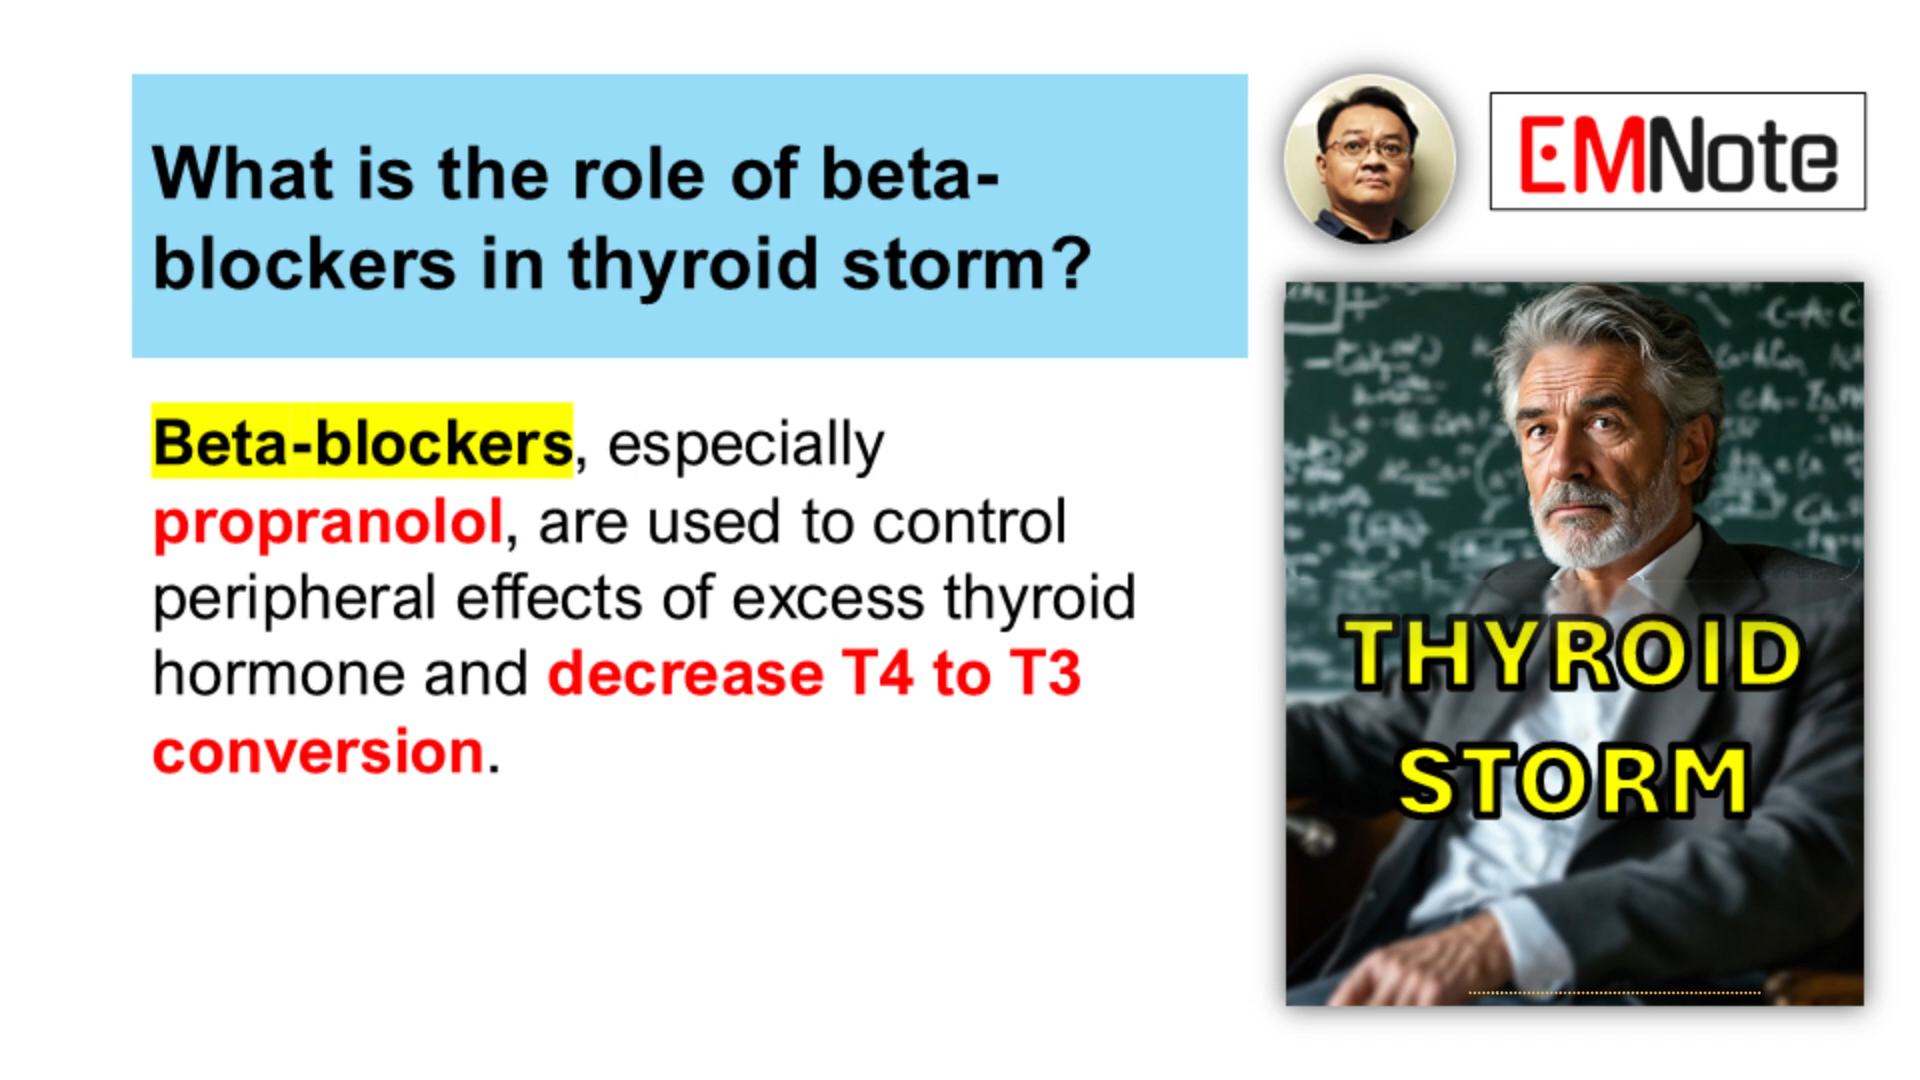 What is the role of beta-
blockers in thyroid storm?
EMNote
Beta-blockers, especially
propranolol, are used to control
peripheral effects of excess thyroid
hormone and decrease T4 to T3
conversion.
THYROID
STORM